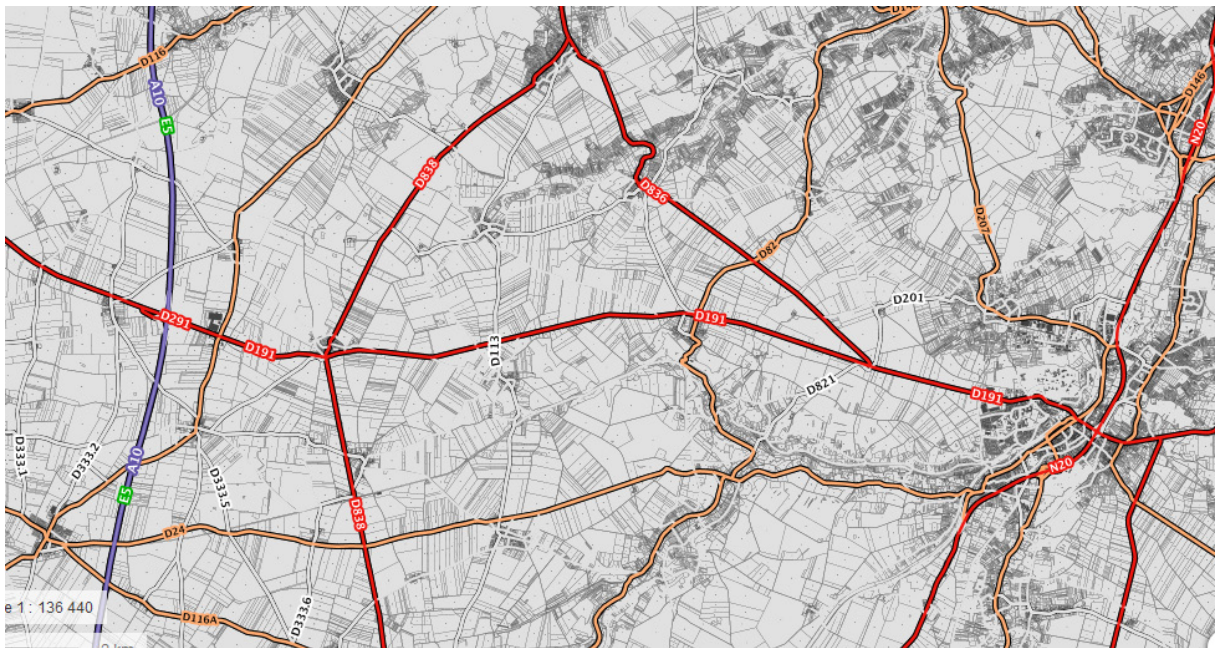 D116
A10
E5
D146
N20
D838
D836
D207
D82
D201
D291
D191
D191
D113
D821
D191
D333.1
D333.2
A10
E5
D333.5
N20
D838
D24
e 1 : 136 440
D116A
D333.6